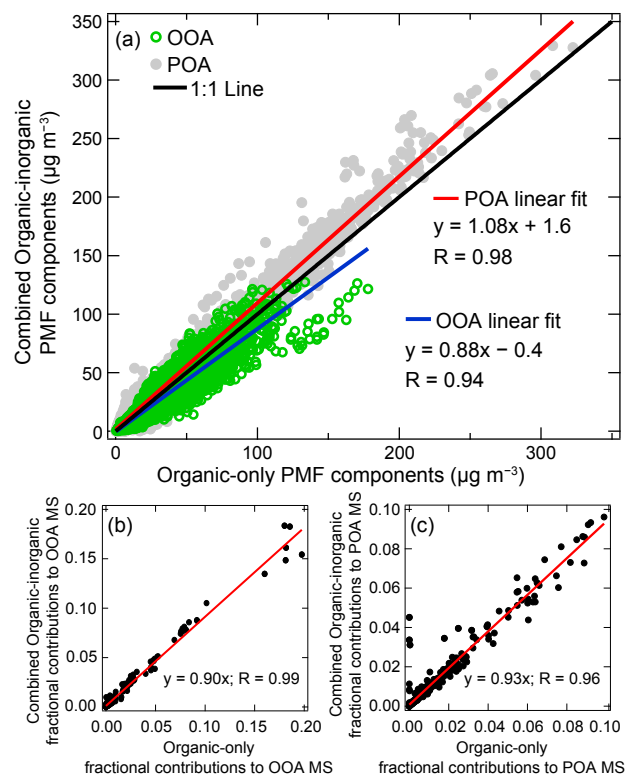 (a)
OOA
POA
1:1 Line
350
300
250
200
150
100
50
0
Combined Organic-inorganic
PMF components (µg m⁻³)
POA linear fit
y = 1.08x + 1.6
R = 0.98
OOA linear fit
y = 0.88x − 0.4
R = 0.94
0 100 200 300
Organic-only PMF components (µg m⁻³)
(b)
0.20
0.15
0.10
0.05
0.00
Combined Organic-inorganic
fractional contributions to OOA MS
y = 0.90x; R = 0.99
0.00 0.05 0.10 0.15 0.20
Organic-only
fractional contributions to OOA MS
(c)
0.10
0.08
0.06
0.04
0.02
0.00
Combined Organic-inorganic
fractional contributions to POA MS
y = 0.93x; R = 0.96
0.00 0.02 0.04 0.06 0.08 0.10
Organic-only
fractional contributions to POA MS